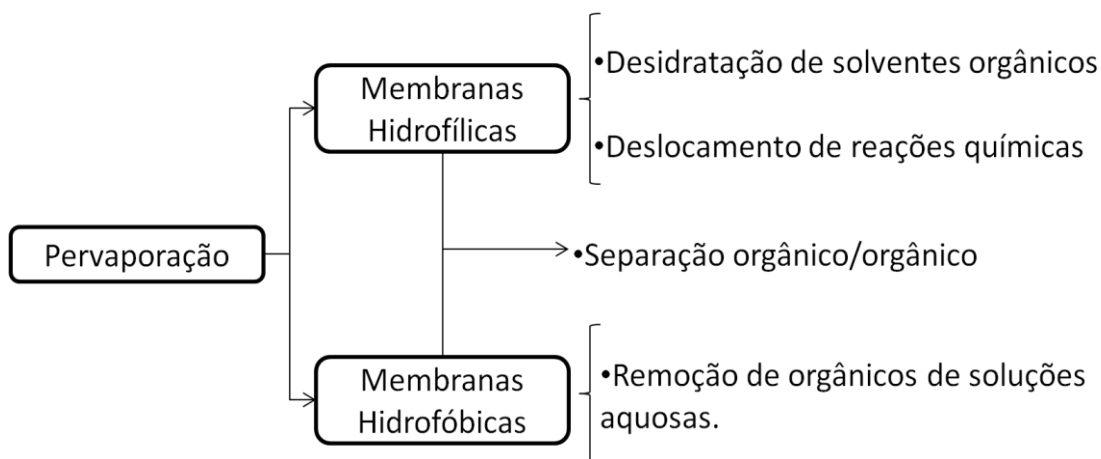 Membranas
Hidrofílicas
•Desidratação de solventes orgânicos
•Deslocamento de reações químicas
Pervaporação
•Separação orgânico/orgânico
Membranas
Hidrofóbicas
•Remoção de orgânicos de soluções
aquosas.